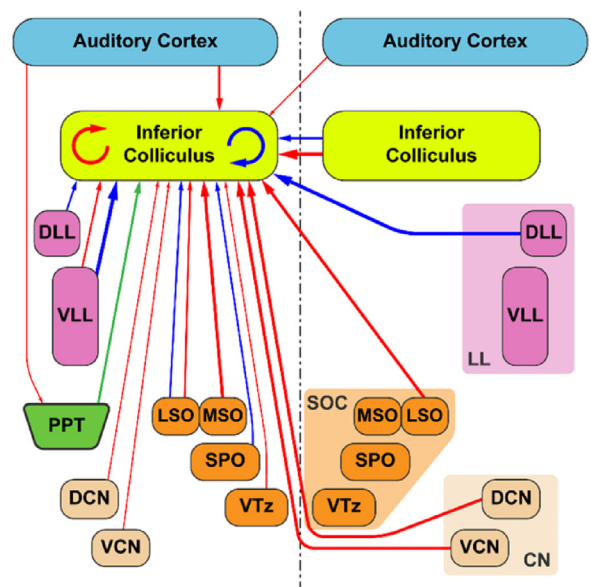 Auditory Cortex
Auditory Cortex
Inferior
Colliculus
Inferior
Colliculus
DLL
DLL
VLL
VLL
LL
PPT
LSO
MSO
SOC
MSO
LSO
SPO
SPO
DCN
VTz
VTz
DCN
VCN
VCN
CN